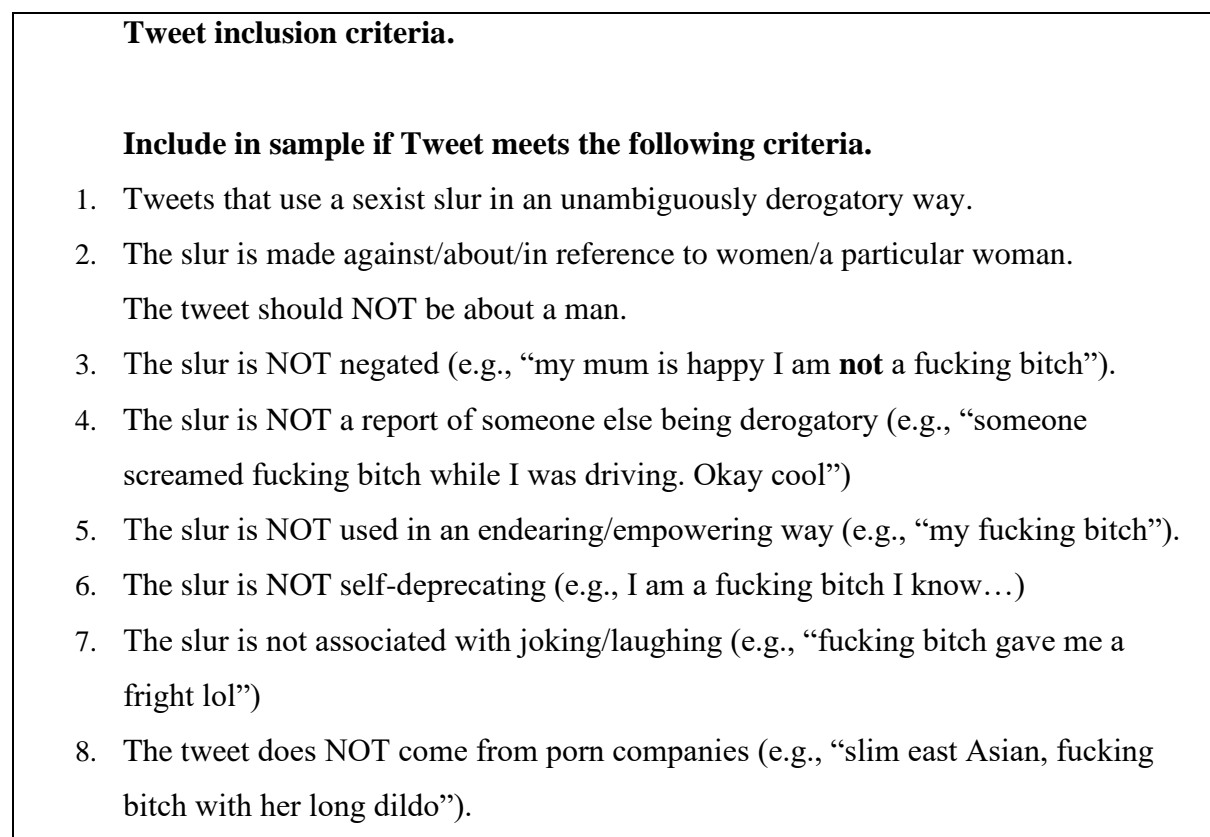 Tweet inclusion criteria.
Include in sample if Tweet meets the following criteria.
1. Tweets that use a sexist slur in an unambiguously derogatory way.
2. The slur is made against/about/in reference to women/a particular woman.
The tweet should NOT be about a man.
3. The slur is NOT negated (e.g., “my mum is happy I am not a fucking bitch”).
4. The slur is NOT a report of someone else being derogatory (e.g., “someone
screamed fucking bitch while I was driving. Okay cool”)
5. The slur is NOT used in an endearing/empowering way (e.g., “my fucking bitch”).
6. The slur is NOT self-deprecating (e.g., I am a fucking bitch I know…)
7. The slur is not associated with joking/laughing (e.g., “fucking bitch gave me a
fright lol”)
8. The tweet does NOT come from porn companies (e.g., “slim east Asian, fucking
bitch with her long dildo”).